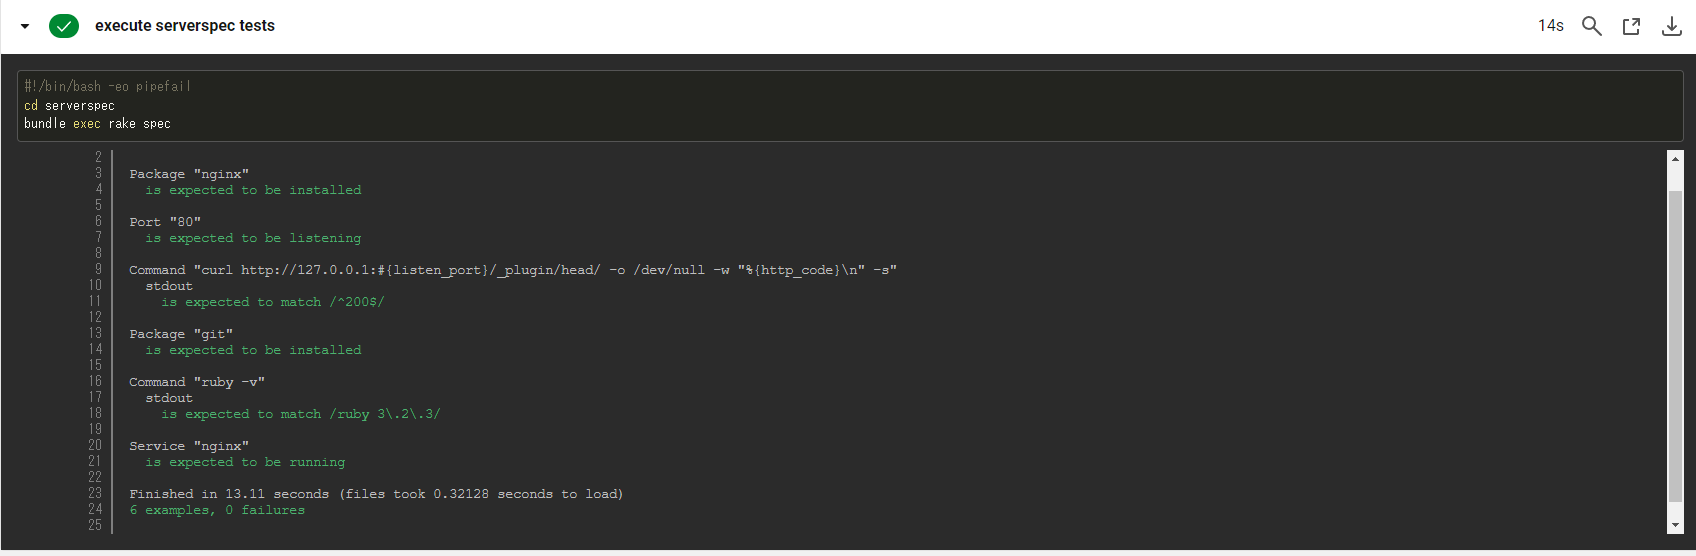 execute serverspec tests
14s
#!/bin/bash -eo pipefail
cd serverspec
bundle exec rake spec
2
3 Package "nginx"
4 is expected to be installed
5
6 Port "80"
7 is expected to be listening
8
9 Command "curl http://127.0.0.1:#{listen_port}/_plugin/head/ -o /dev/null -w "%{http_code}\n" -s"
10 stdout
11 is expected to match /^200$/
12
13 Package "git"
14 is expected to be installed
15
16 Command "ruby -v"
17 stdout
18 is expected to match /ruby 3\.2\.3/
19
20 Service "nginx"
21 is expected to be running
22
23 Finished in 13.11 seconds (files took 0.32128 seconds to load)
24 6 examples, 0 failures
25